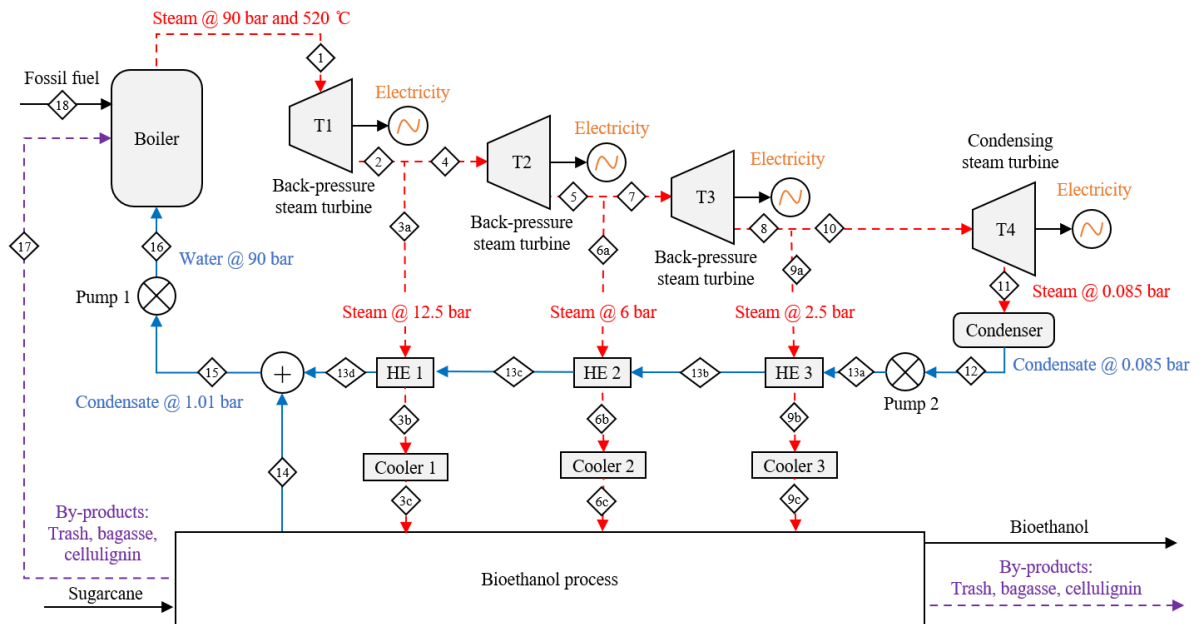 Steam @ 90 bar and 520 ℃
1
Fossil fuel
18
Boiler
Electricity
T1
2
4
Back-pressure
steam turbine
3a
Electricity
T2
5
7
Back-pressure
steam turbine
6a
Electricity
T3
8
10
Back-pressure
steam turbine
9a
Condensing
steam turbine
Electricity
T4
11
Steam @ 0.085 bar
Condenser
17
16
Water @ 90 bar
Pump 1
Steam @ 12.5 bar
Steam @ 6 bar
Steam @ 2.5 bar
15
+
13d
HE 1
13c
HE 2
13b
HE 3
13a
12
Condensate @ 0.085 bar
Pump 2
Condensate @ 1.01 bar
3b
6b
9b
14
Cooler 1
Cooler 2
Cooler 3
3c
6c
9c
By-products:
Trash, bagasse,
cellulignin
Sugarcane
Bioethanol process
Bioethanol
By-products:
Trash, bagasse, cellulignin